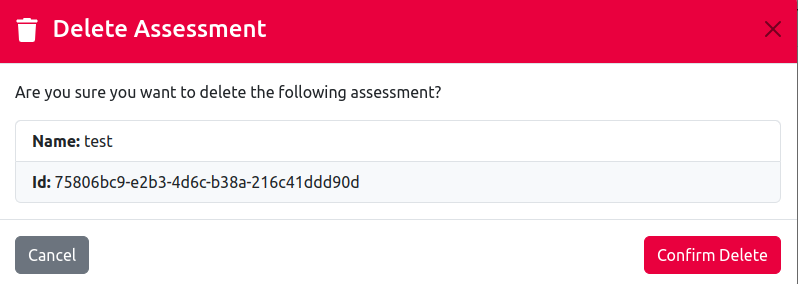 Delete Assessment
Are you sure you want to delete the following assessment?
Name: test
Id: 75806bc9-e2b3-4d6c-b38a-216c41ddd90d
Cancel
Confirm Delete